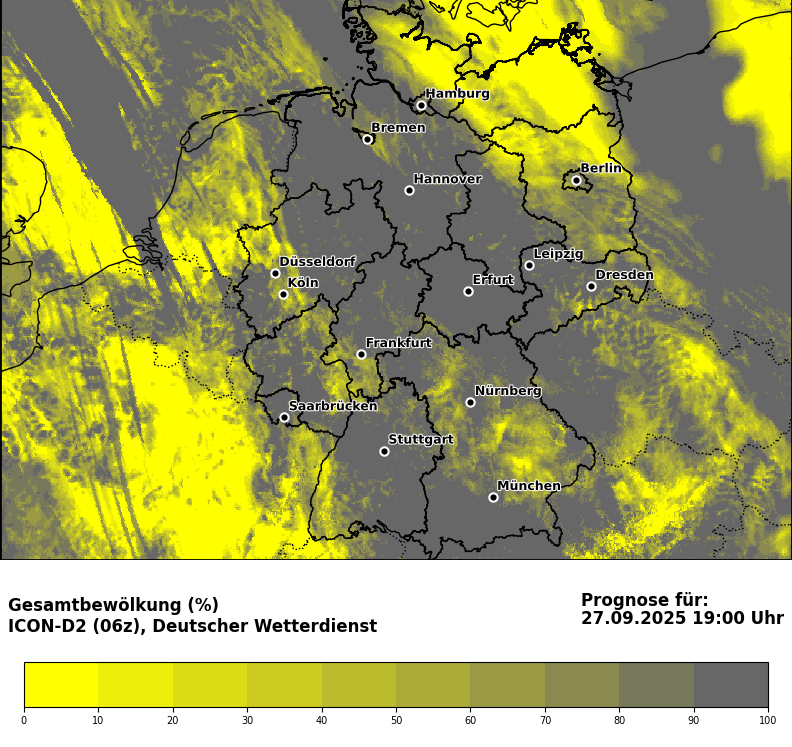 Hamburg
Bremen
Berlin
Hannover
Düsseldorf
Leipzig
Köln
Erfurt
Dresden
Frankfurt
Nürnberg
Saarbrücken
Stuttgart
München
Gesamtbewölkung (%)
ICON-D2 (06z), Deutscher Wetterdienst
Prognose für:
27.09.2025 19:00 Uhr
0 10 20 30 40 50 60 70 80 90 100